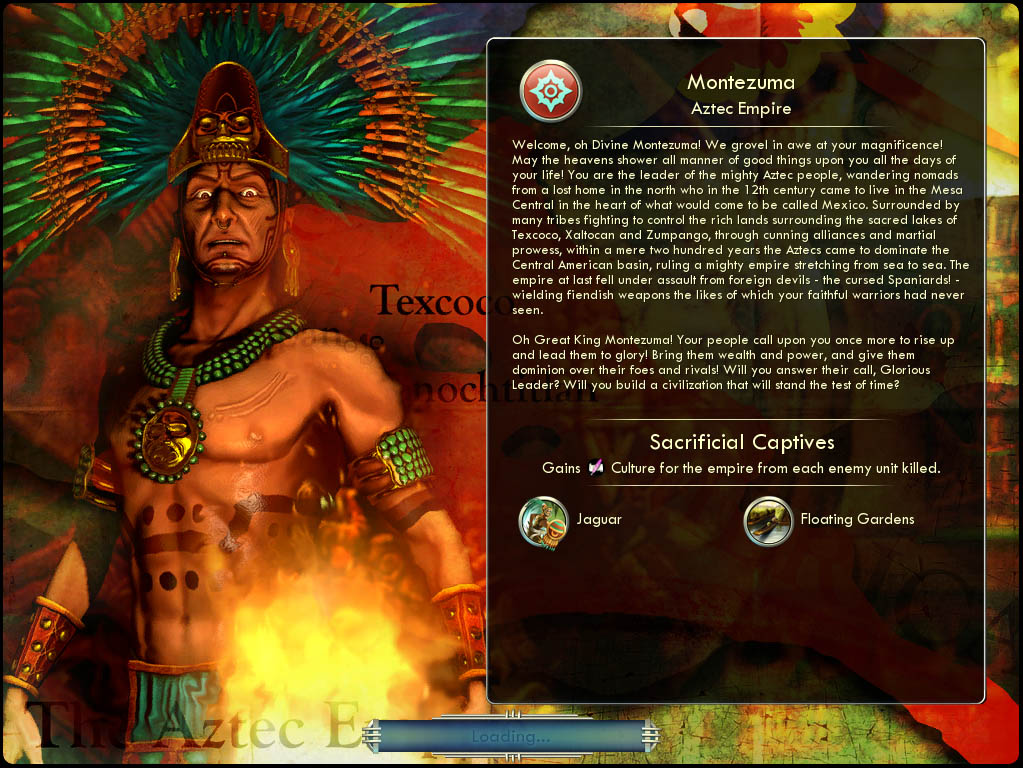 Montezuma
Aztec Empire
Welcome, oh Divine Montezuma! We grovel in awe at your magnificence!
May the heavens shower all manner of good things upon you all the days of
your life! You are the leader of the mighty Aztec people, wandering nomads
from a lost home in the north who in the 12th century came to live in the Mesa
Central in the heart of what would come to be called Mexico. Surrounded by
many tribes fighting to control the rich lands surrounding the sacred lakes of
Texcoco, Xaltocan and Zumpango, through cunning alliances and martial
prowess, within a mere two hundred years the Aztecs came to dominate the
Central American basin, ruling a mighty empire stretching from sea to sea. The
empire at last fell under assault from foreign devils - the cursed Spaniards! -
wielding fiendish weapons the likes of which your faithful warriors had never
seen.
Oh Great King Montezuma! Your people call upon you once more to rise up
and lead them to glory! Bring them wealth and power, and give them
dominion over their foes and rivals! Will you answer their call, Glorious
Leader? Will you build a civilization that will stand the test of time?
Sacrificial Captives
Gains Culture for the empire from each enemy unit killed.
Jaguar
Floating Gardens
Texcoco
nochtitlan
The Aztec E
Loading...